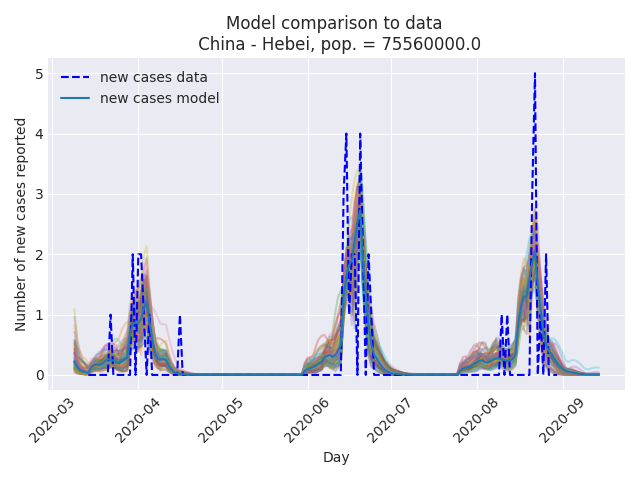 Model comparison to data
China - Hebei, pop. = 75560000.0
new cases data
new cases model
Number of new cases reported
5
4
3
2
1
0
2020-03
2020-04
2020-05
2020-06
2020-07
2020-08
2020-09
Day